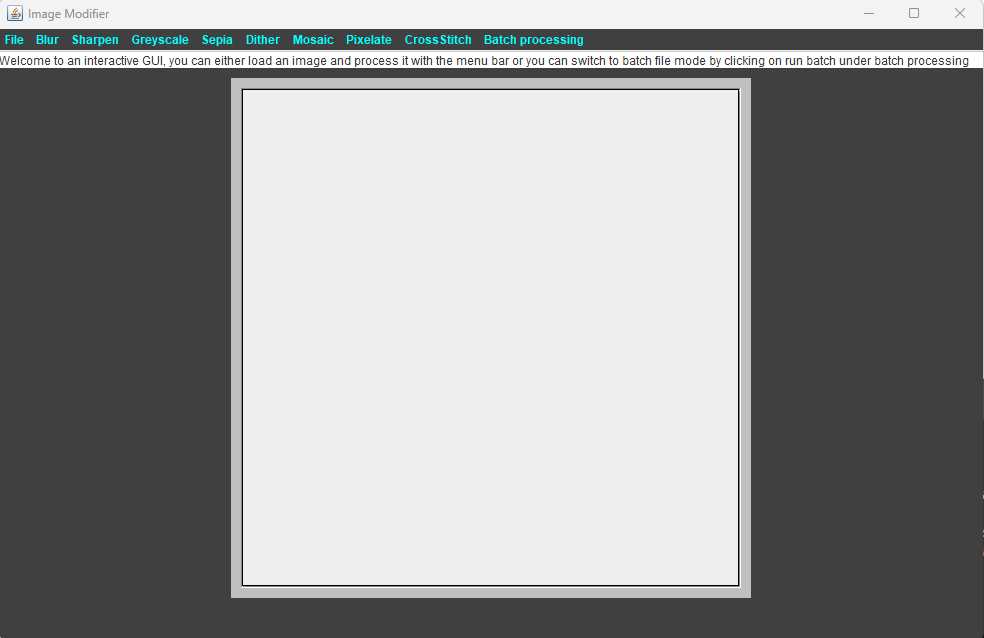 Image Modifier
File Blur Sharpen Greyscale Sepia Dither Mosaic Pixelate CrossStitch Batch processing
Welcome to an interactive GUI, you can either load an image and process it with the menu bar or you can switch to batch file mode by clicking on run batch under batch processing